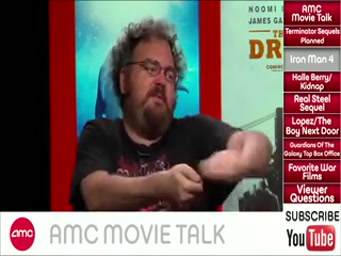 NOOMI
JAMES GA
DR
COMING
AMC
Movie Talk
Terminator Sequels
Planned
Iron Man 4
Halle Berry/
Kidnap
Real Steel
Sequel
Lopez/The
Boy Next Door
Guardians Of The
Galaxy Top Box Office
Favorite War
Films
Viewer
Questions
amc
AMC MOVIE TALK
SUBSCRIBE
YouTube